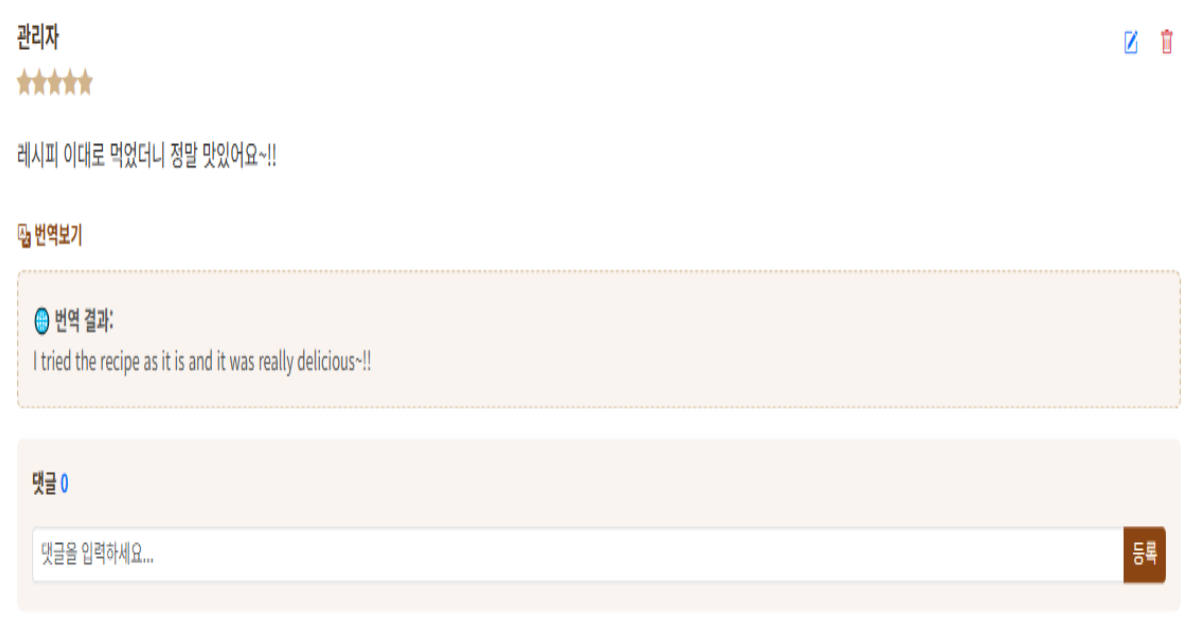 관리자
레시피 이대로 먹었더니 정말 맛있어요~!!
번역보기
번역 결과:
I tried the recipe as it is and it was really delicious~!!
댓글 0
댓글을 입력하세요...
등록